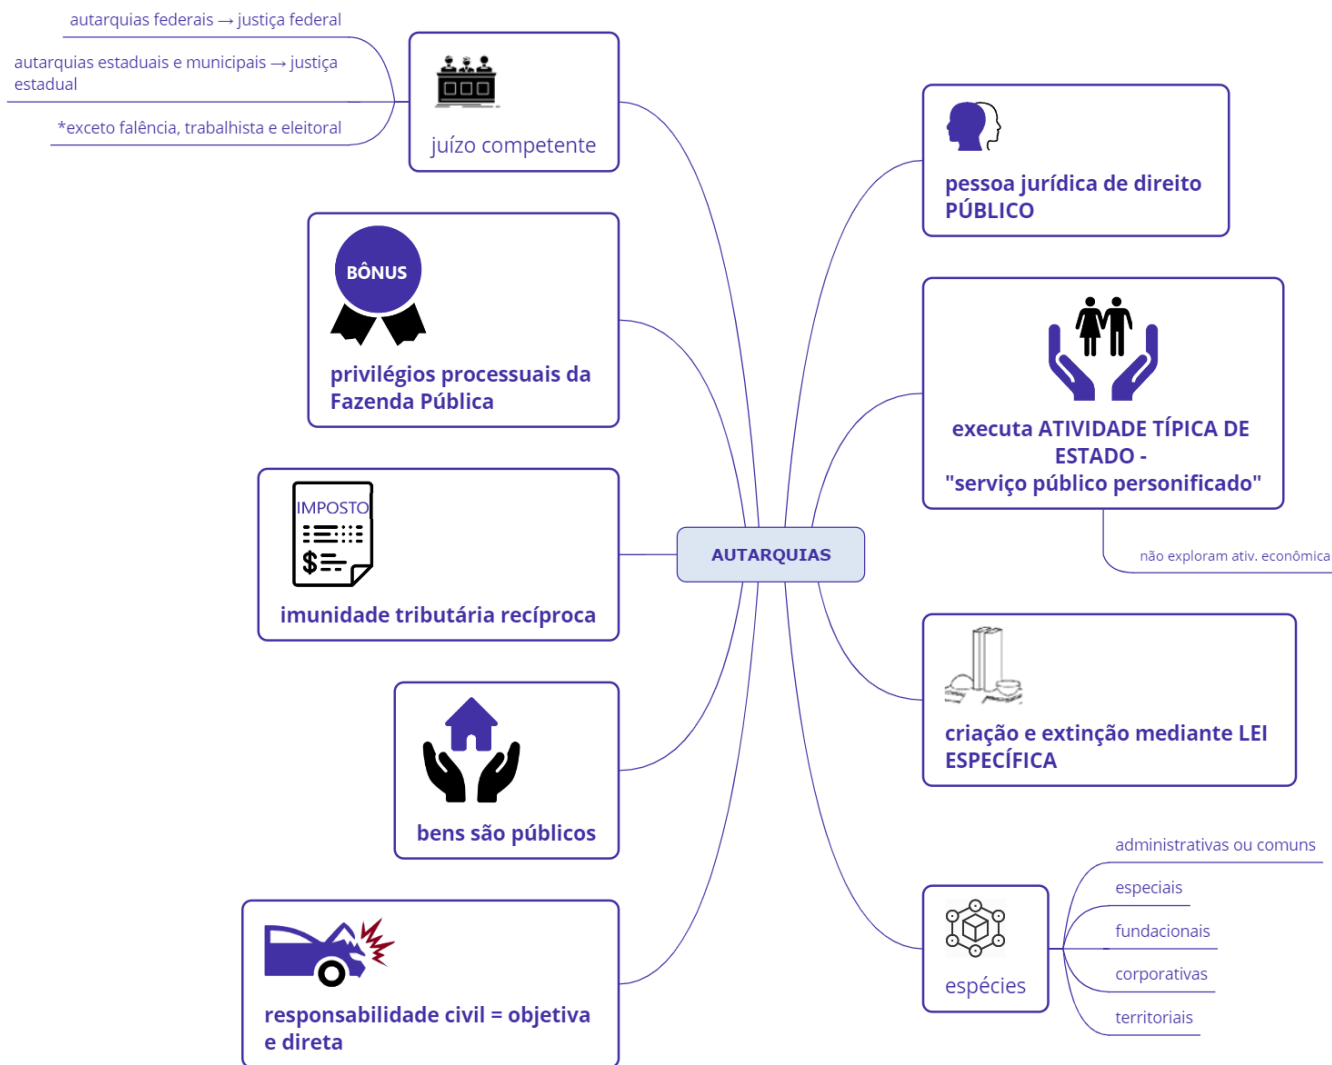 autarquias federais → justiça federal
autarquias estaduais e municipais → justiça
estadual
*exceto falência, trabalhista e eleitoral
juízo competente
BÔNUS
privilégios processuais da
Fazenda Pública
IMPOSTO
$
imunidade tributária recíproca
bens são públicos
responsabilidade civil = objetiva
e direta
AUTARQUIAS
pessoa jurídica de direito
PÚBLICO
executa ATIVIDADE TÍPICA DE
ESTADO -
"serviço público personificado"
não exploram ativ. econômica
criação e extinção mediante LEI
ESPECÍFICA
espécies
administrativas ou comuns
especiais
fundacionais
corporativas
territoriais